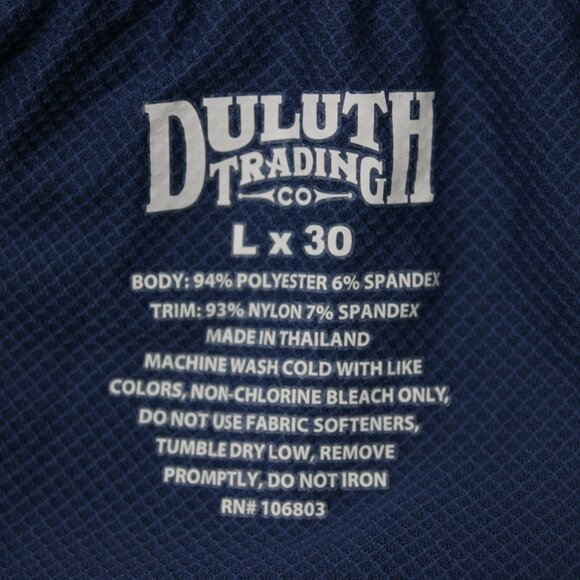 DULUTH
TRADING
CO
L x 30
BODY: 94% POLYESTER 6% SPANDEX
TRIM: 93% NYLON 7% SPANDEX
MADE IN THAILAND
MACHINE WASH COLD WITH LIKE
COLORS, NON-CHLORINE BLEACH ONLY,
DO NOT USE FABRIC SOFTENERS,
TUMBLE DRY LOW, REMOVE
PROMPTLY, DO NOT IRON
RN# 106803